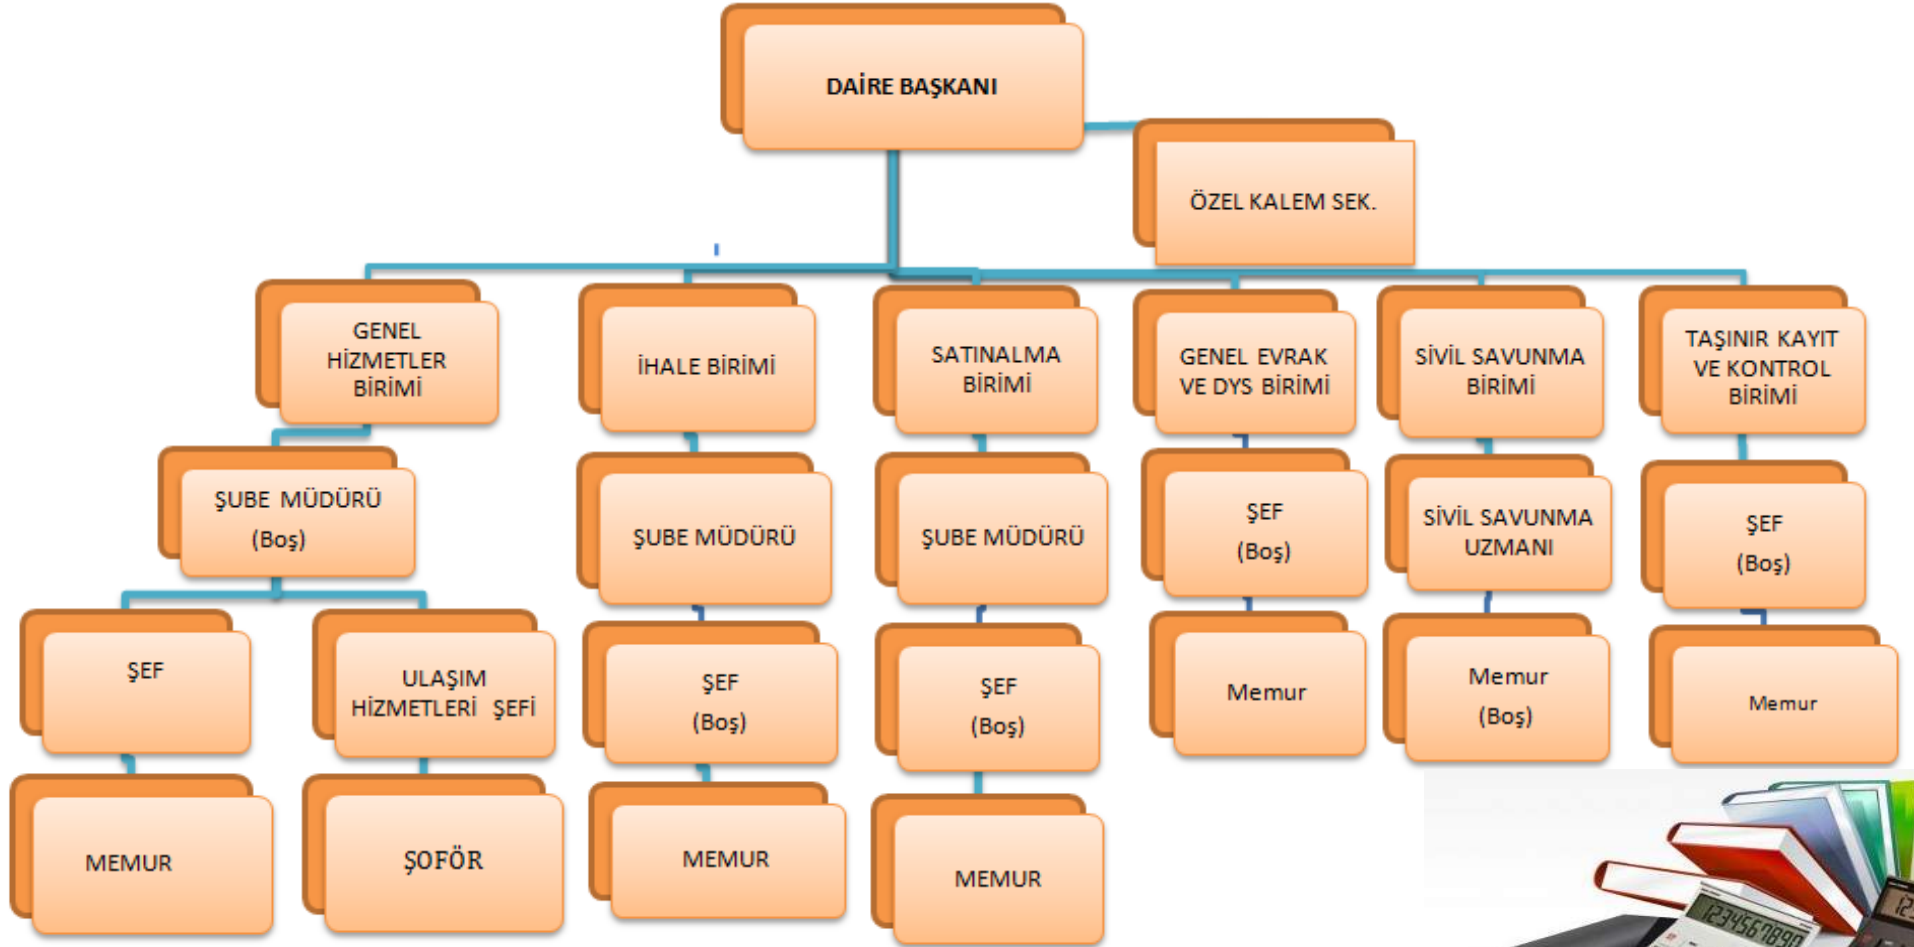 DAİRE BAŞKANI
ÖZEL KALEM SEK.
GENEL
HİZMETLER
BİRİMİ
İHALE BİRİMİ
SATINALMA
BİRİMİ
GENEL EVRAK
VE DYS BİRİMİ
SİVİL SAVUNMA
BİRİMİ
TAŞINIR KAYIT
VE KONTROL
BİRİMİ
ŞUBE MÜDÜRÜ
(Boş)
ŞUBE MÜDÜRÜ
ŞUBE MÜDÜRÜ
ŞEF
(Boş)
SİVİL SAVUNMA
UZMANI
ŞEF
(Boş)
ŞEF
ULAŞIM
HİZMETLERİ ŞEFİ
ŞEF
(Boş)
ŞEF
(Boş)
Memur
Memur
(Boş)
Memur
MEMUR
ŞOFÖR
MEMUR
MEMUR
1234567890